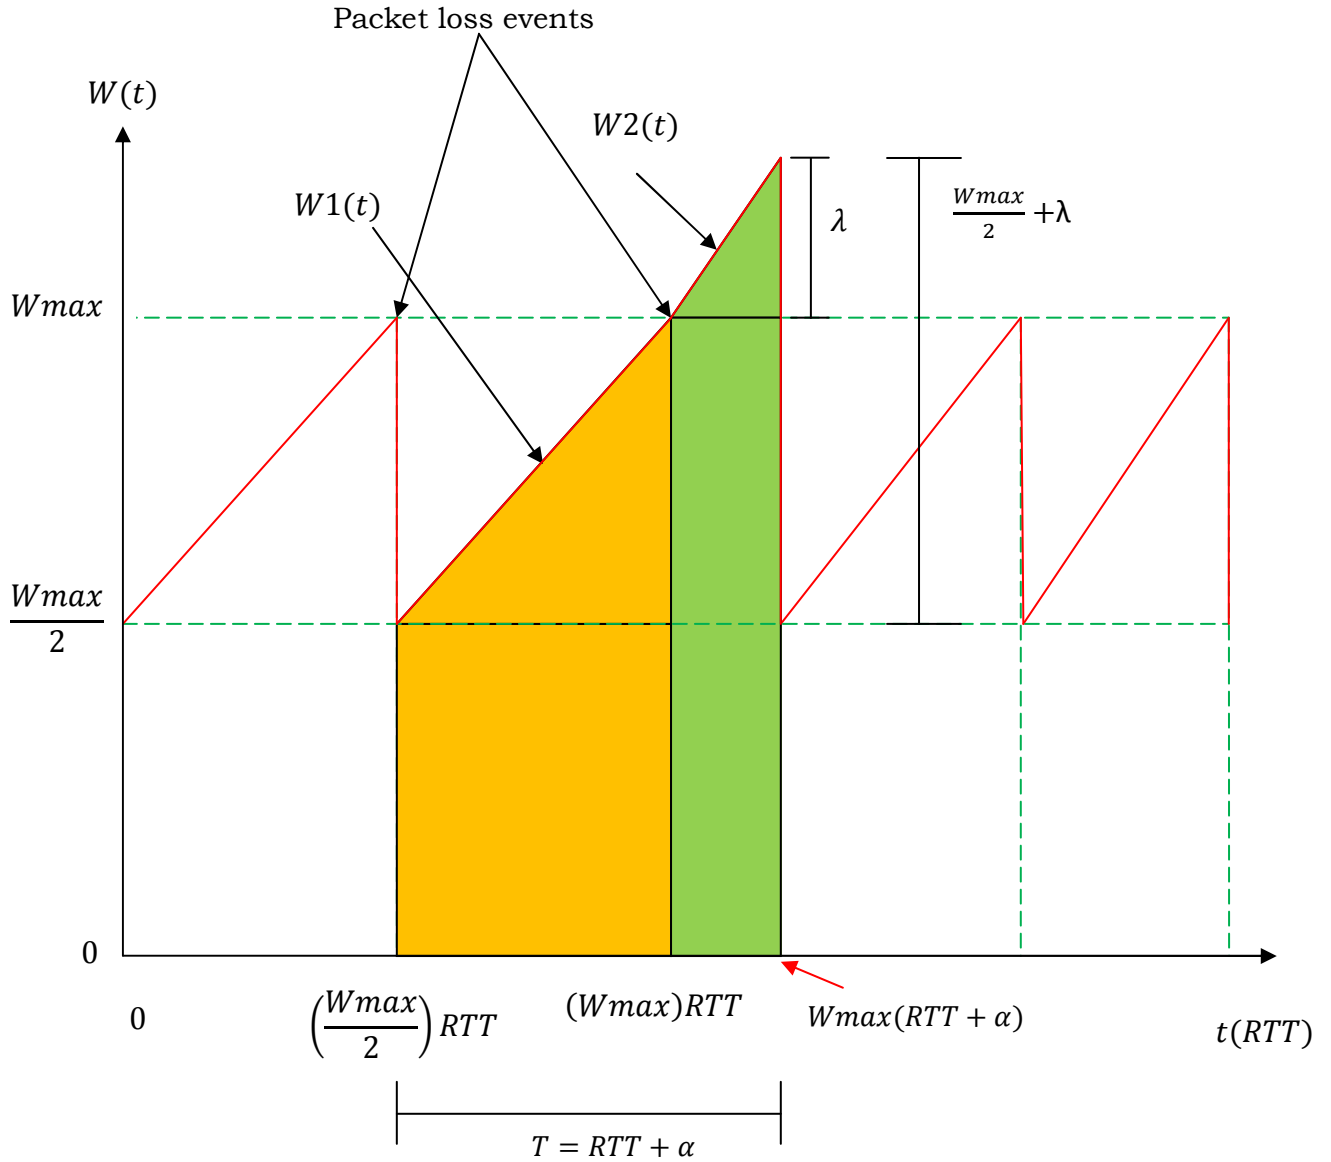 Packet loss events
W(t)
W2(t)
W1(t)
λ
Wmax/2 +λ
Wmax
Wmax/2
0
0
(Wmax/2) RTT
(Wmax)RTT
Wmax(RTT + α)
t(RTT)
T = RTT + α